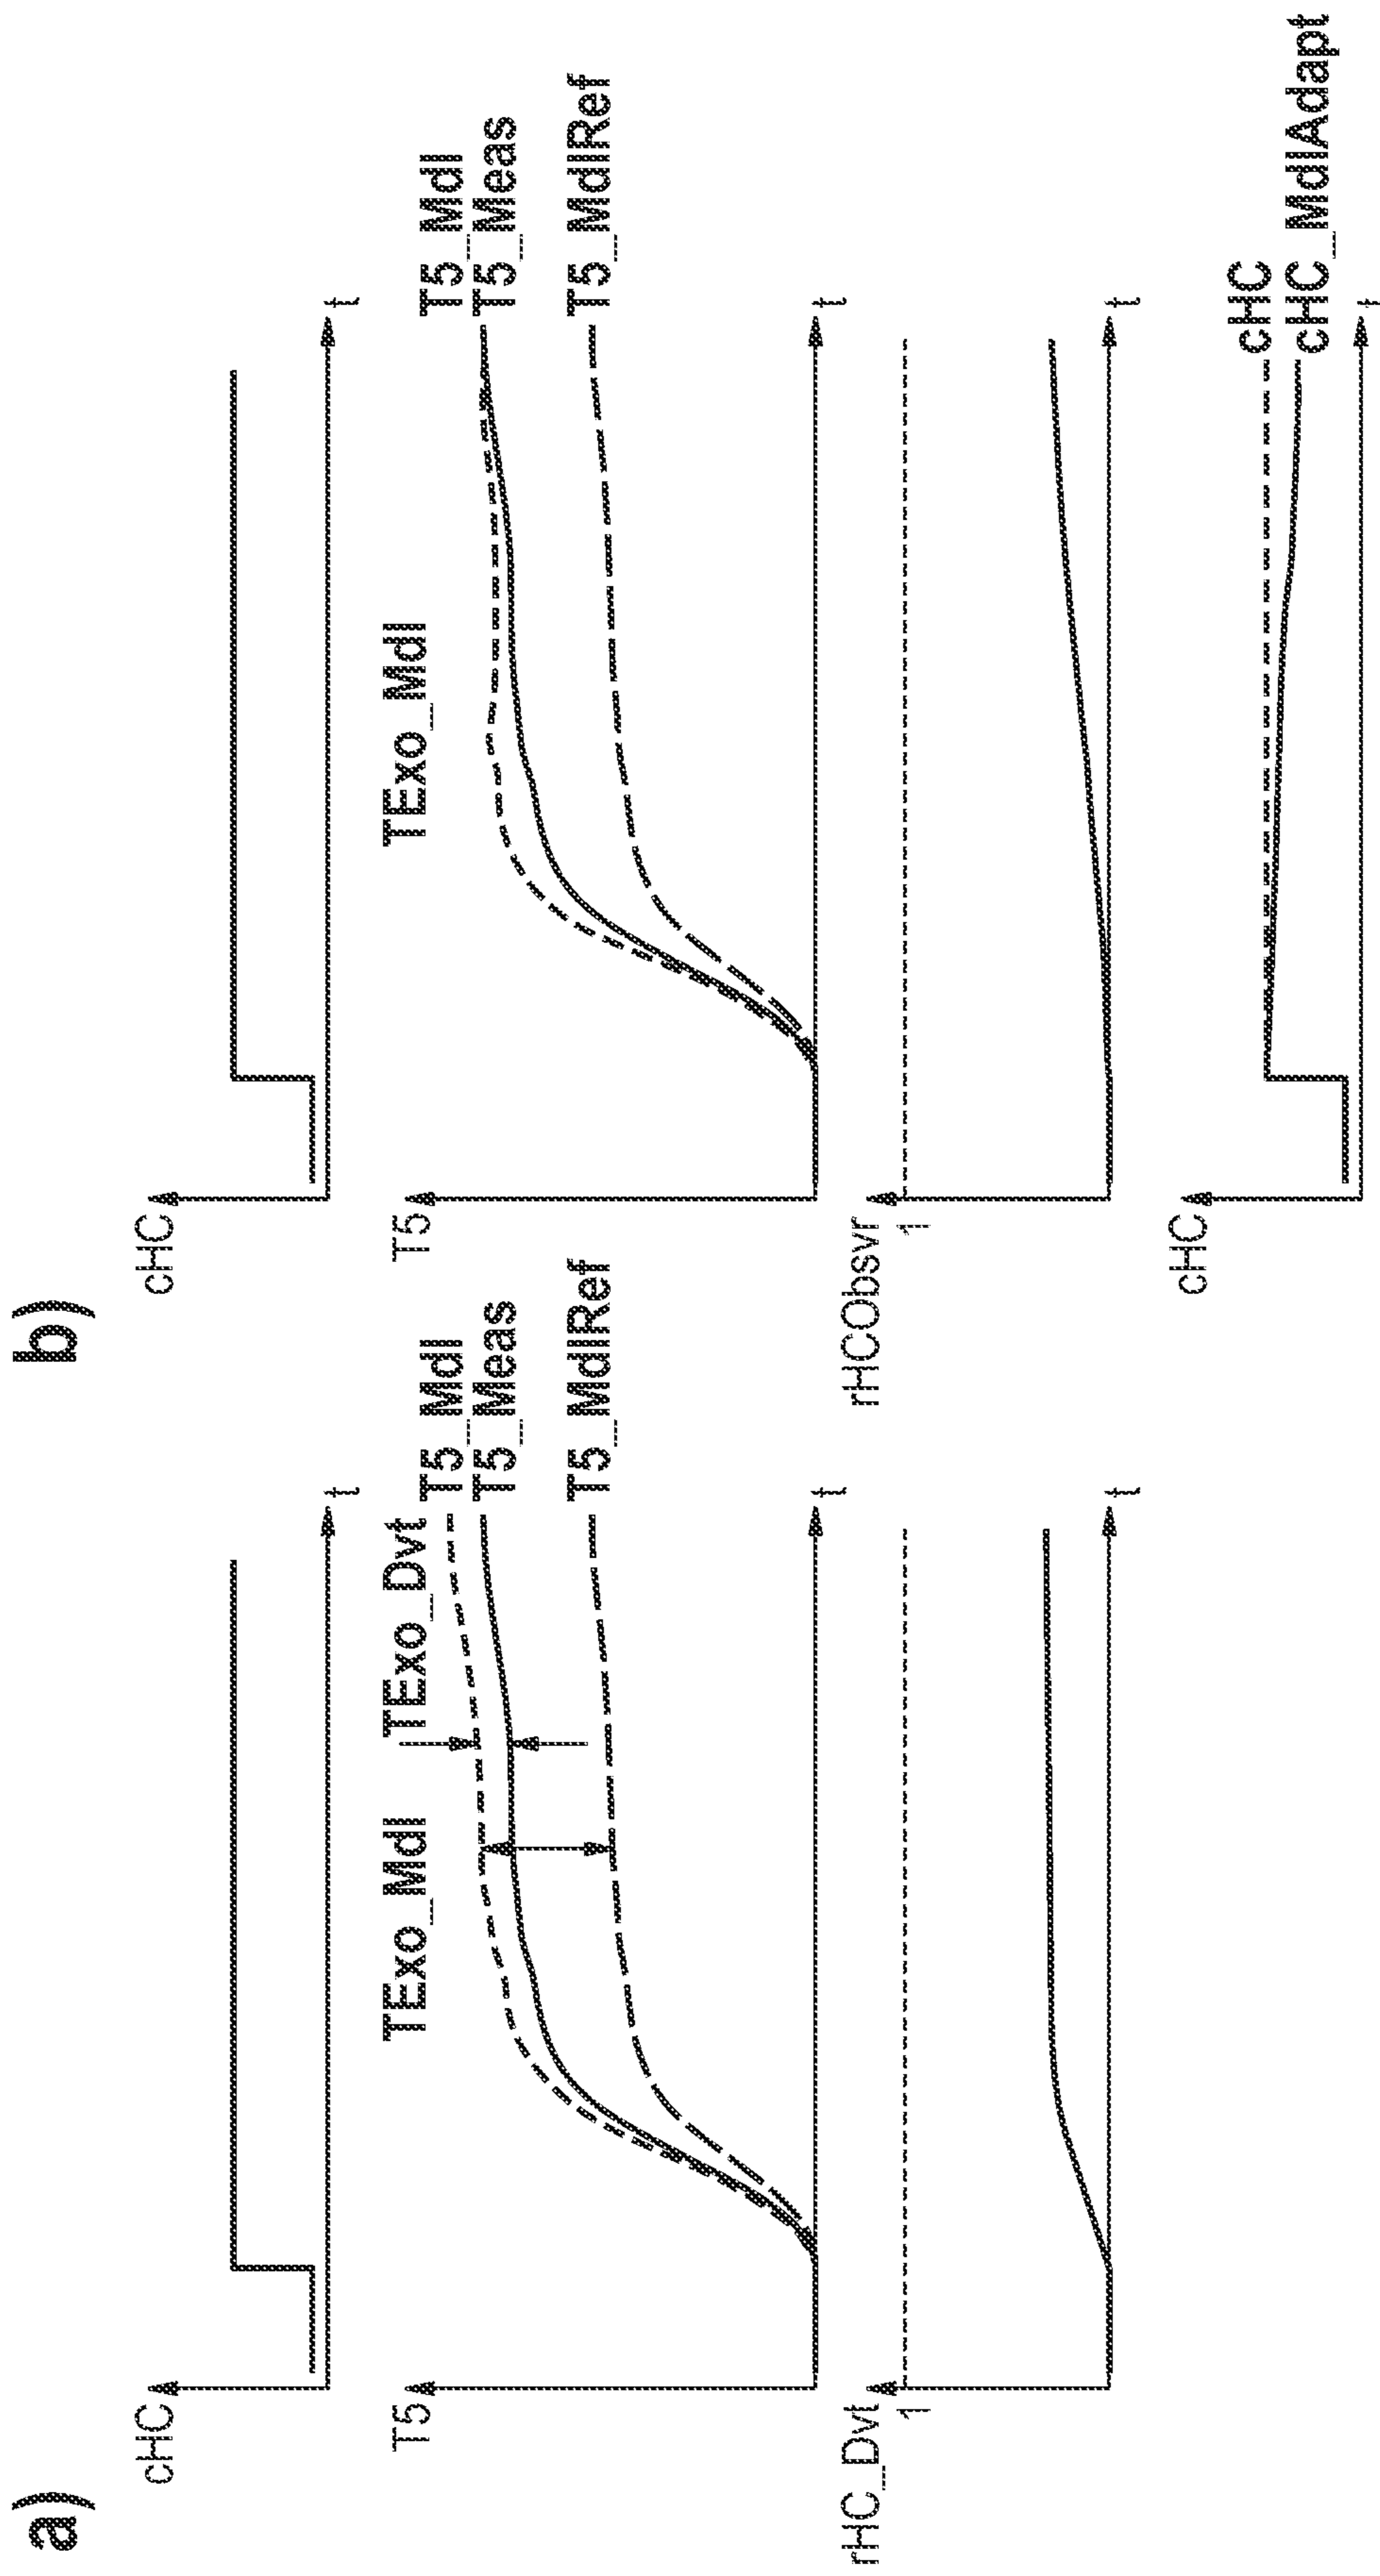 a)
cHC
t
T5
TExo_Mdl
TExo_Dvt
T5_Mdl
T5_Meas
T5_MdlRef
t
rHC_Dvt
1
t
b)
cHC
t
T5
TExo_Mdl
T5_Mdl
T5_Meas
T5_MdlRef
t
rHCObsvr
1
t
cHC
cHC
cHC_MdlAdapt
t